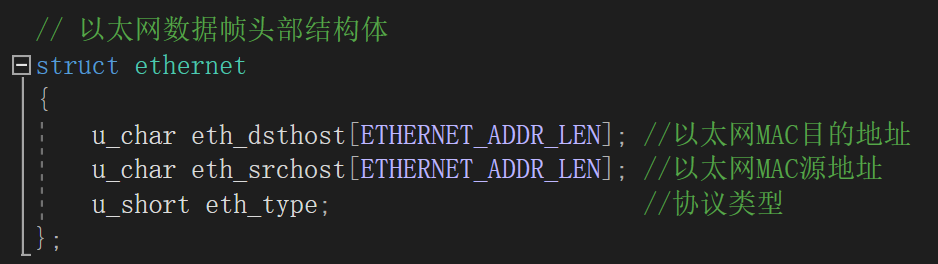 // 以太网数据帧头部结构体
struct ethernet
{
u_char eth_dsthost[ETHERNET_ADDR_LEN]; //以太网MAC目的地址
u_char eth_srchost[ETHERNET_ADDR_LEN]; //以太网MAC源地址
u_short eth_type; //协议类型
};